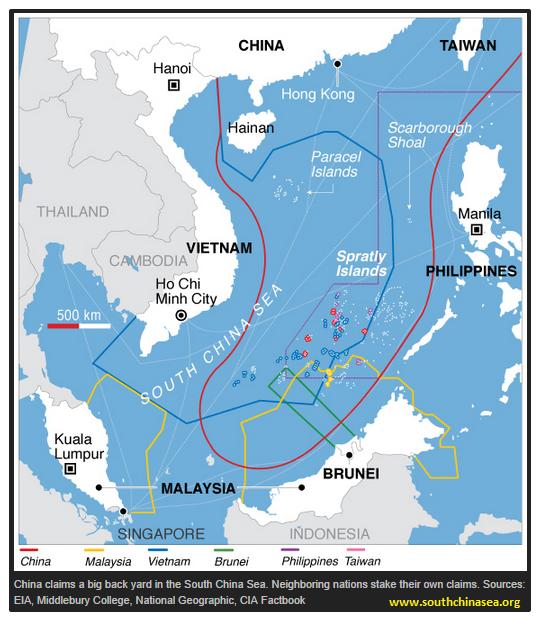 CHINA
TAIWAN
Hanoi
Hong Kong
Hainan
Scarborough
Shoal
Paracel
Islands
THAILAND
Manila
VIETNAM
CAMBODIA
Spratly
Islands
PHILIPPINES
Ho Chi
Minh City
500 km
SOUTH CHINA SEA
Kuala
Lumpur
BRUNEI
MALAYSIA
SINGAPORE
INDONESIA
China
Malaysia
Vietnam
Brunei
Philippines
Taiwan
China claims a big back yard in the South China Sea. Neighboring nations stake their own claims. Sources:
EIA, Middlebury College, National Geographic, CIA Factbook
www.southchinasea.org